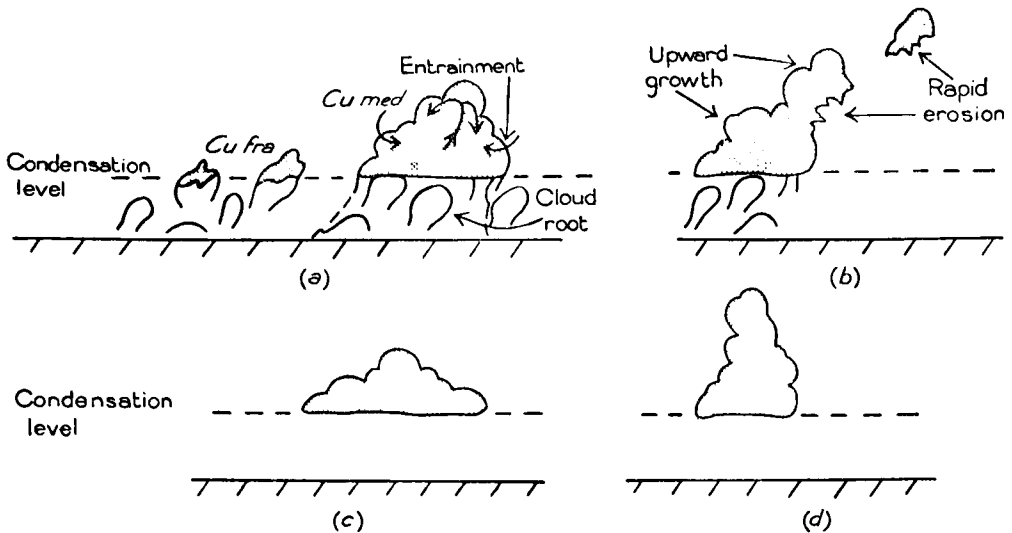 Entrainment
Cu med
Cu fra
Condensation
level
Cloud
root
(a)
Upward
growth
Rapid
erosion
(b)
Condensation
level
(c)
(d)